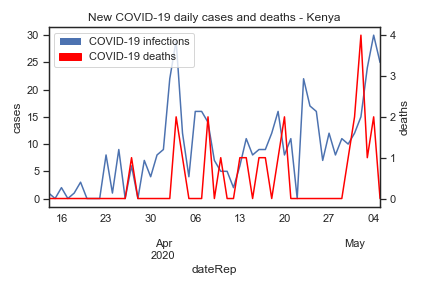 New COVID-19 daily cases and deaths - Kenya
COVID-19 infections
COVID-19 deaths
cases
30
25
20
15
10
5
0
deaths
4
3
2
1
0
16 23 30 06 13 20 27 04
Apr May
2020
dateRep